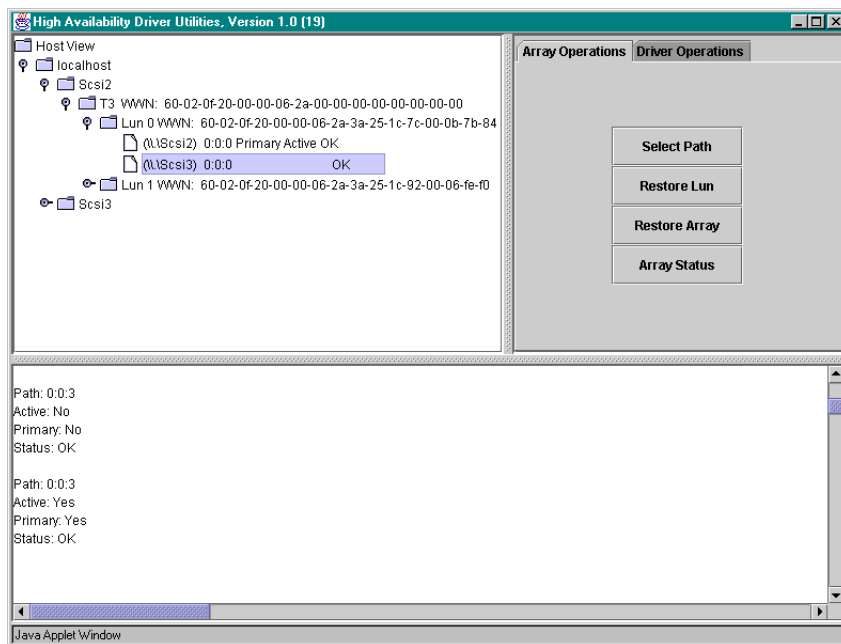 High Availability Driver Utilities, Version 1.0 (19)
Host View
localhost
Scsi2
T3 WWN: 60-02-0f-20-00-00-06-2a-00-00-00-00-00-00-00-00
Lun 0 WWN: 60-02-0f-20-00-00-06-2a-3a-25-1c-7c-00-0b-7b-84
(\\.\Scsi2) 0:0:0 Primary Active OK
(\\.\Scsi3) 0:0:0 OK
Lun 1 WWN: 60-02-0f-20-00-00-06-2a-3a-25-1c-92-00-06-fe-f0
Scsi3
Array Operations Driver Operations
Select Path
Restore Lun
Restore Array
Array Status
Path: 0:0:3
Active: No
Primary: No
Status: OK
Path: 0:0:3
Active: Yes
Primary: Yes
Status: OK
Java Applet Window